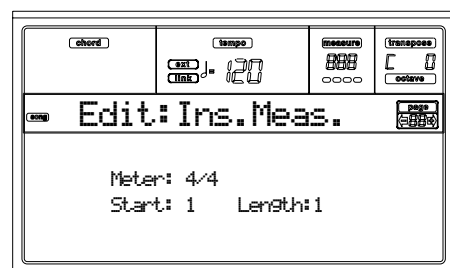 chord tempo measure transpose
ext
link ♩= 120 888 C 0
octave
song Edit:Ins.Meas. page
88
Meter: 4/4
Start: 1 Length:1